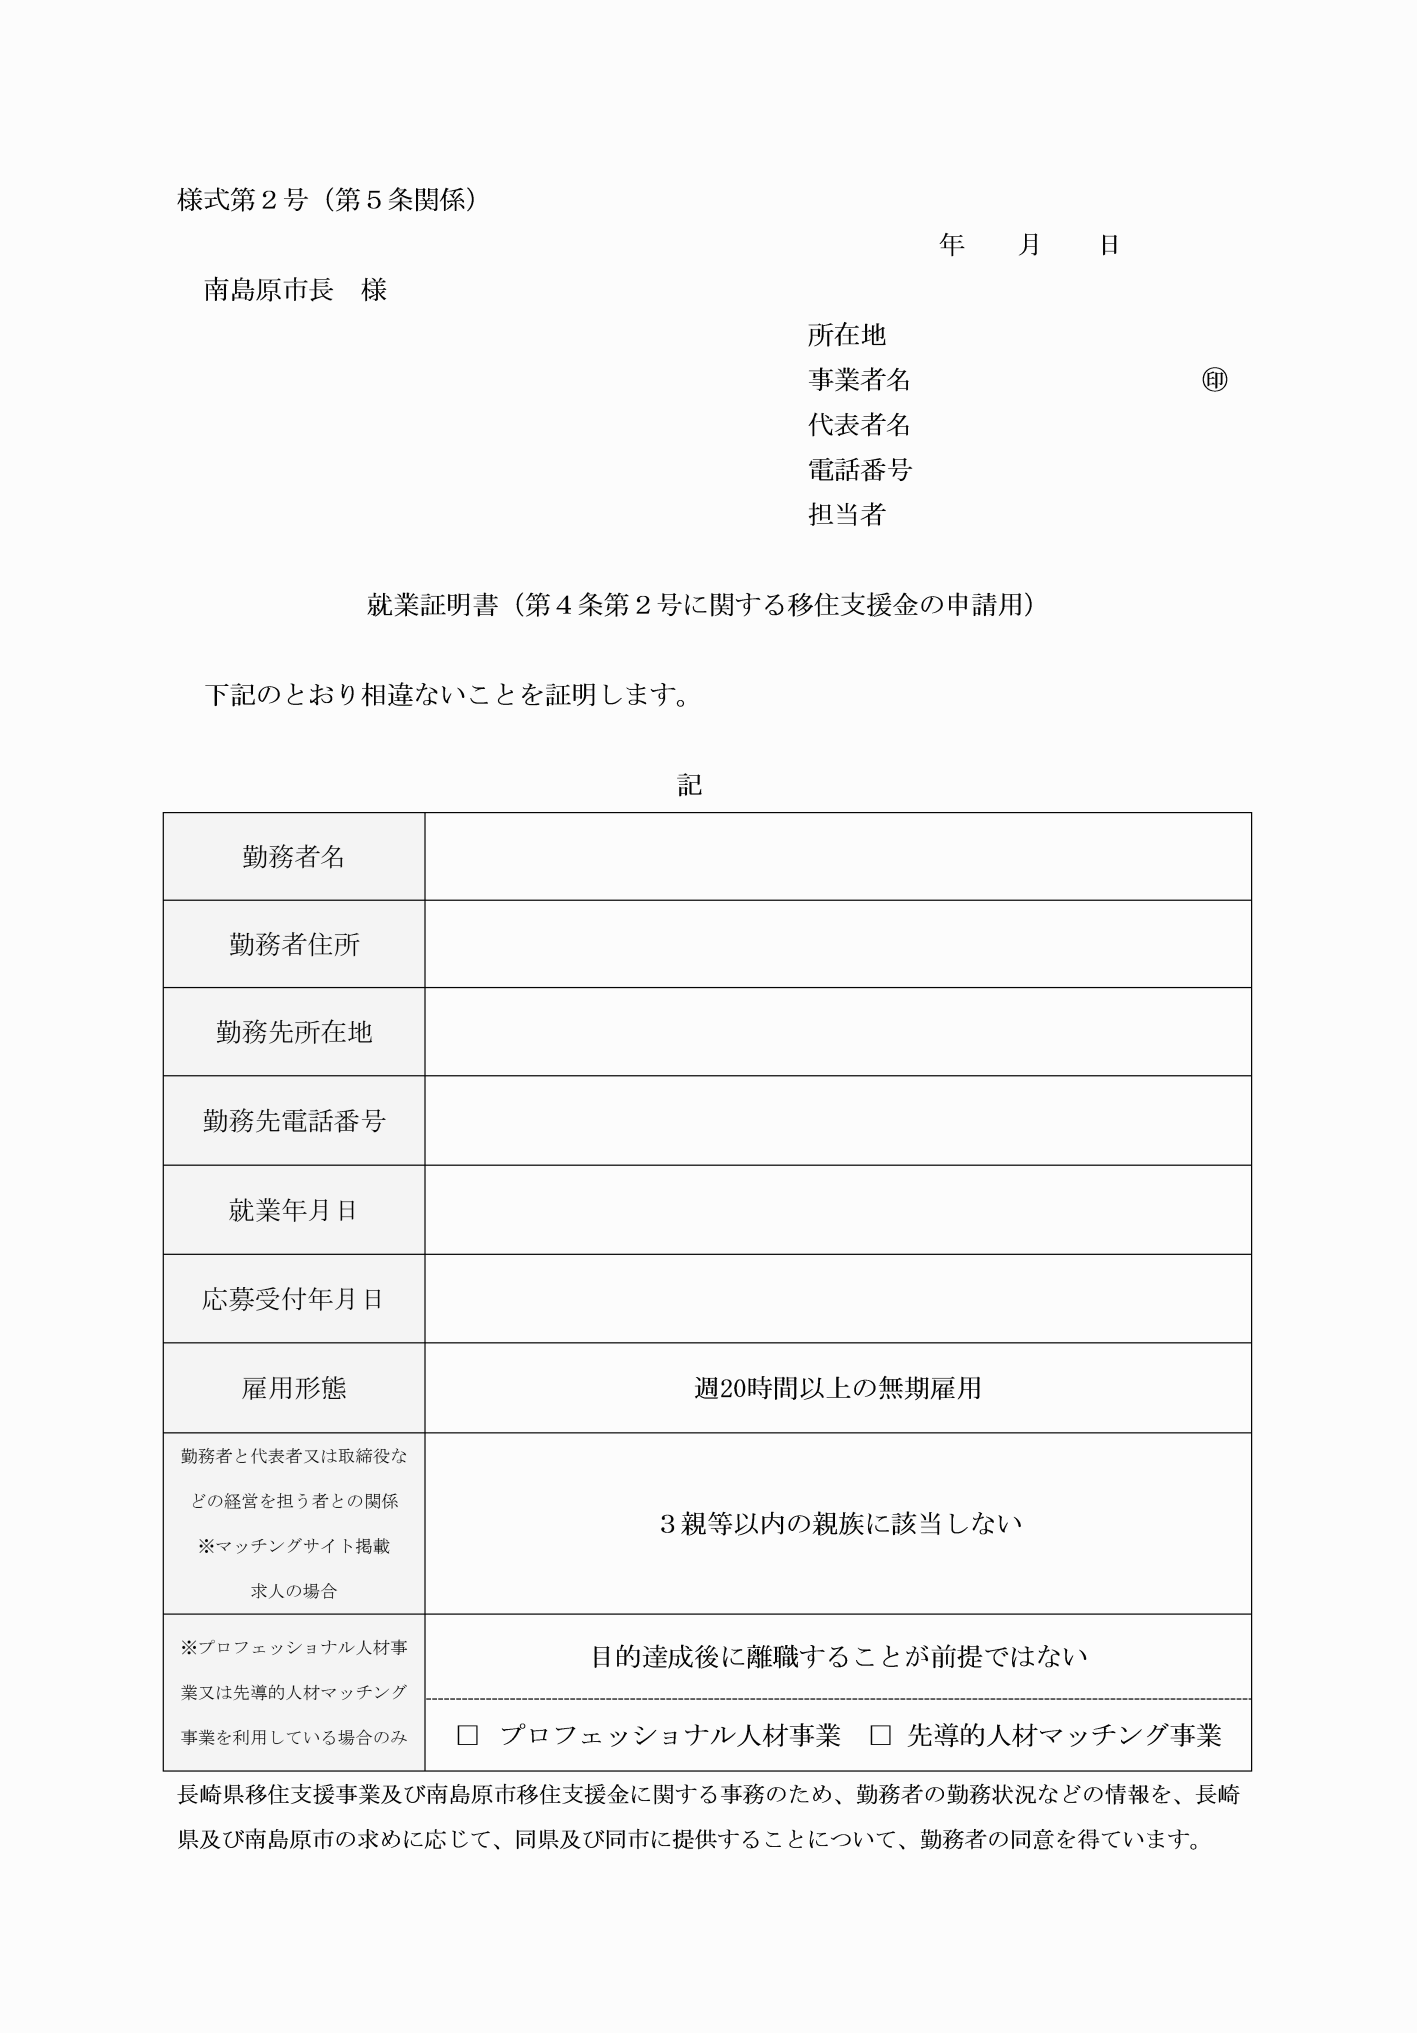 様式第２号（第５条関係）
年　　月　　日
南島原市長　様
所在地
事業者名　　　　　　　　　　　㊞
代表者名
電話番号
担当者
就業証明書（第４条第２号に関する移住支援金の申請用）
下記のとおり相違ないことを証明します。
記
勤務者名
勤務者住所
勤務先所在地
勤務先電話番号
就業年月日
応募受付年月日
雇用形態
週20時間以上の無期雇用
勤務者と代表者又は取締役な
どの経営を担う者との関係
※マッチングサイト掲載
求人の場合
３親等以内の親族に該当しない
※プロフェッショナル人材事
業又は先導的人材マッチング
事業を利用している場合のみ
目的達成後に離職することが前提ではない
□ プロフェッショナル人材事業　□ 先導的人材マッチング事業
長崎県移住支援事業及び南島原市移住支援金に関する事務のため、勤務者の勤務状況などの情報を、長崎
県及び南島原市の求めに応じて、同県及び同市に提供することについて、勤務者の同意を得ています。